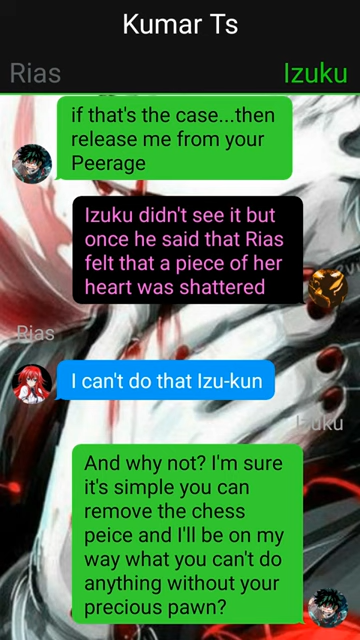 Kumar Ts
Rias
Izuku
if that's the case...then
release me from your
Peerage
Izuku didn't see it but
once he said that Rias
felt that a piece of her
heart was shattered
Rias
I can't do that Izu-kun
Izuku
And why not? I'm sure
it's simple you can
remove the chess
peice and I'll be on my
way what you can't do
anything without your
precious pawn?